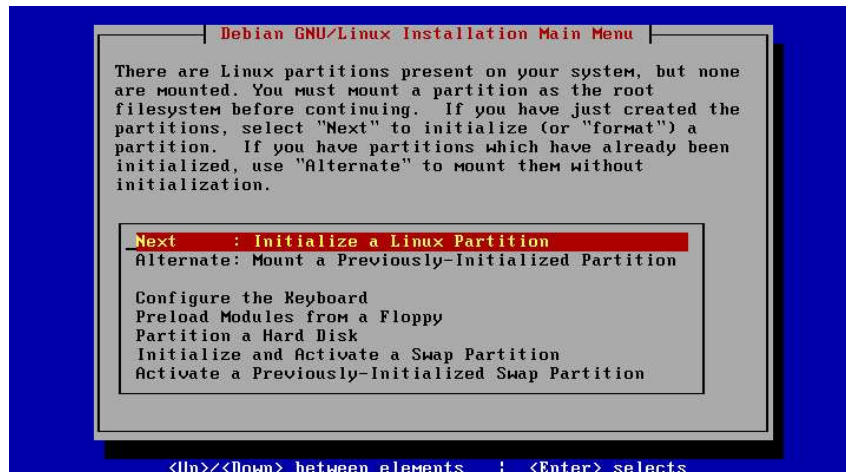 Debian GNU/Linux Installation Main Menu
There are Linux partitions present on your system, but none
are mounted. You must mount a partition as the root
filesystem before continuing.  If you have just created the
partitions, select "Next" to initialize (or "format") a
partition.  If you have partitions which have already been
initialized, use "Alternate" to mount them without
initialization.
Next     : Initialize a Linux Partition
Alternate: Mount a Previously-Initialized Partition
Configure the Keyboard
Preload Modules from a Floppy
Partition a Hard Disk
Initialize and Activate a Swap Partition
Activate a Previously-Initialized Swap Partition
<Up>/<Down> between elements   ¦  <Enter> selects